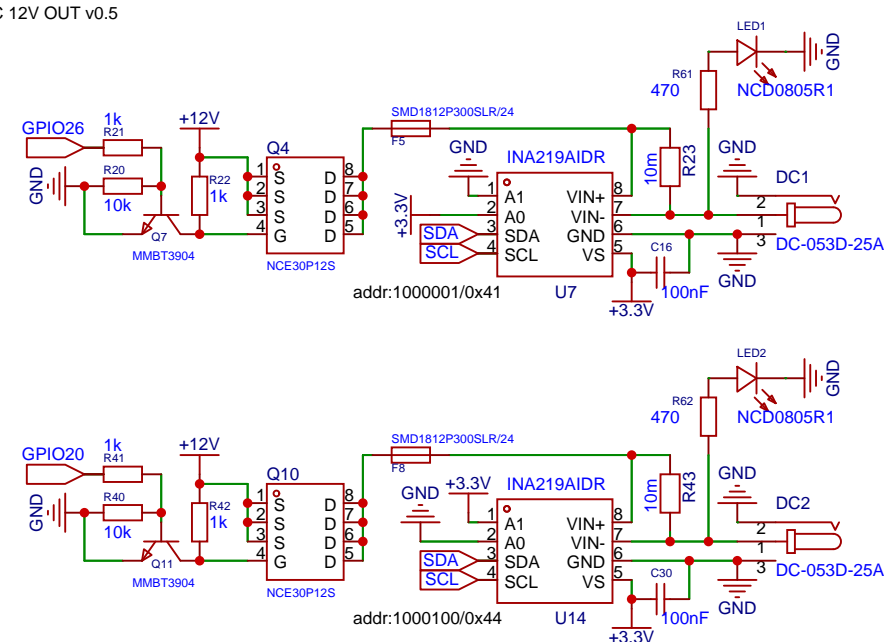 C 12V OUT v0.5
LED1
GND
R61
470
NCD0805R1
1k
GPIO26
R21
+12V
SMD1812P300SLR/24
F5
Q4
GND
INA219AIDR
10m
R23
GND
DC1
GND
R20
10k
R22
1k
1
S
D
8
2
S
D
7
3
S
D
6
4
G
D
5
1
A1
VIN+
8
2
A0
VIN-
7
3
SDA
GND
6
4
SCL
VS
5
+3.3V
SDA
SCL
2
1
3
DC-053D-25A
Q7
MMBT3904
NCE30P12S
C16
100nF
GND
addr:1000001/0x41
U7
+3.3V
LED2
GND
R62
470
NCD0805R1
1k
GPIO20
R41
+12V
SMD1812P300SLR/24
F8
Q10
GND
+3.3V
INA219AIDR
10m
R43
GND
DC2
GND
R40
10k
R42
1k
1
S
D
8
2
S
D
7
3
S
D
6
4
G
D
5
1
A1
VIN+
8
2
A0
VIN-
7
3
SDA
GND
6
4
SCL
VS
5
SDA
SCL
2
1
3
DC-053D-25A
Q11
MMBT3904
NCE30P12S
C30
100nF
GND
addr:1000100/0x44
U14
+3.3V